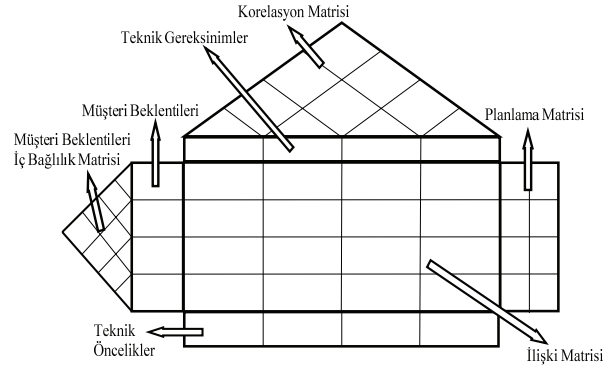 Korelasyon Matrisi
Teknik Gereksinimler
Müşteri Beklentileri
Planlama Matrisi
Müşteri Beklentileri
İç Bağlılık Matrisi
Teknik
Öncelikler
İlişki Matrisi